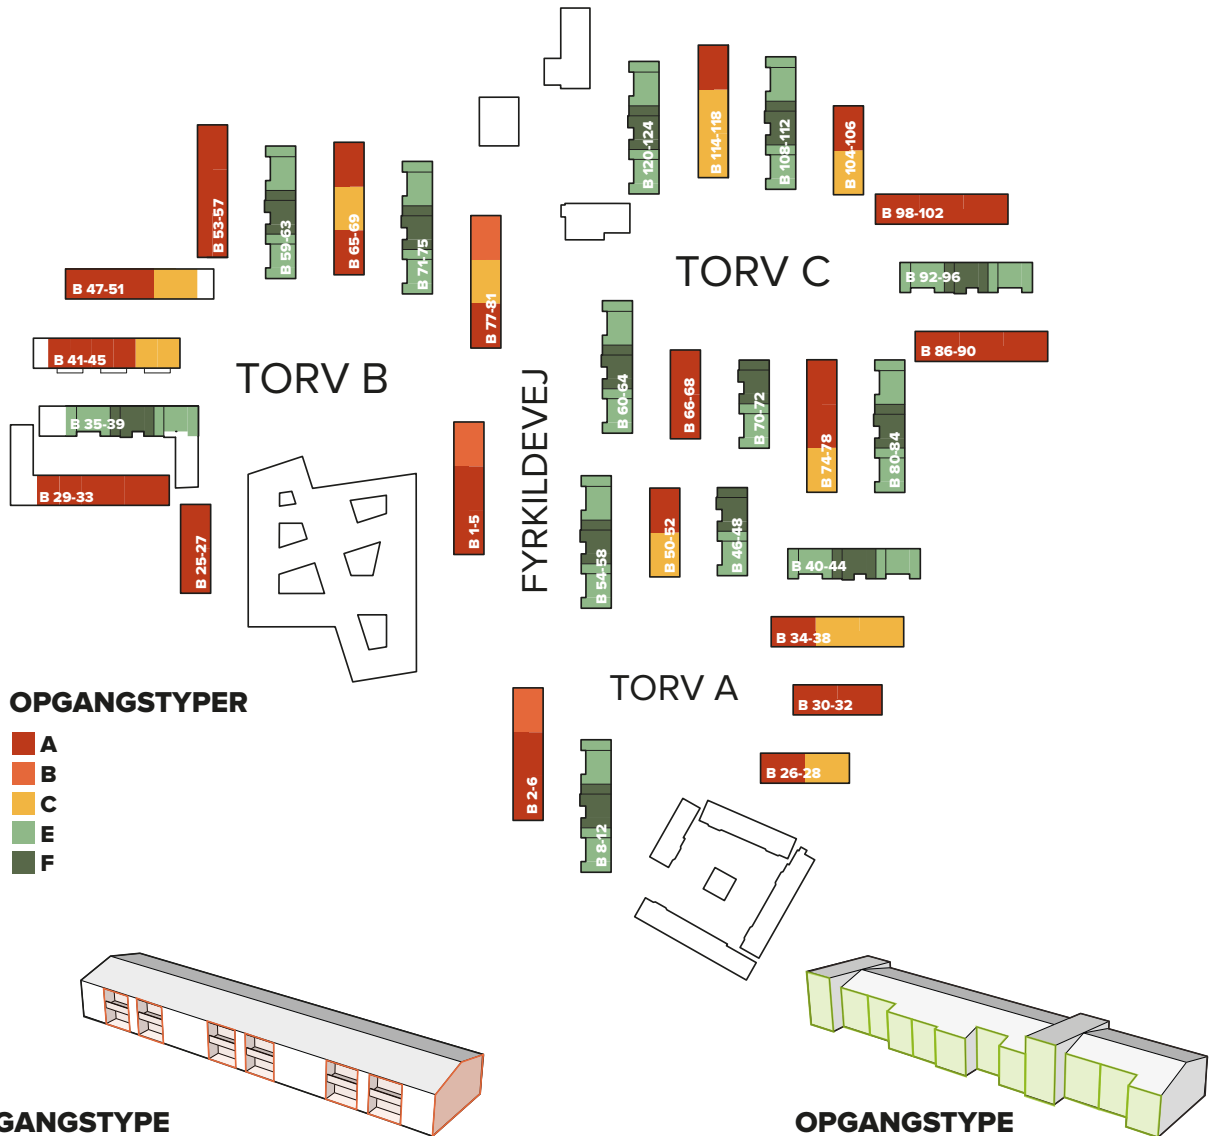 B 120-124
B 114-118
B 108-112
B 104-106
B 98-102
B 53-57
B 59-63
B 65-69
B 71-75
B 77-81
B 47-51
TORV C
B 92-96
B 41-45
TORV B
B 86-90
FYRKILDEVEJ
B 60-64
B 66-68
B 70-72
B 74-78
B 80-84
B 35-39
B 29-33
B 25-27
B 1-5
B 54-58
B 50-52
B 46-48
B 40-44
B 34-38
TORV A
B 30-32
B 26-28
B 2-6
B 8-12
OPGANGSTYPER
A
B
C
E
F
GANGSTYPE
OPGANGSTYPE